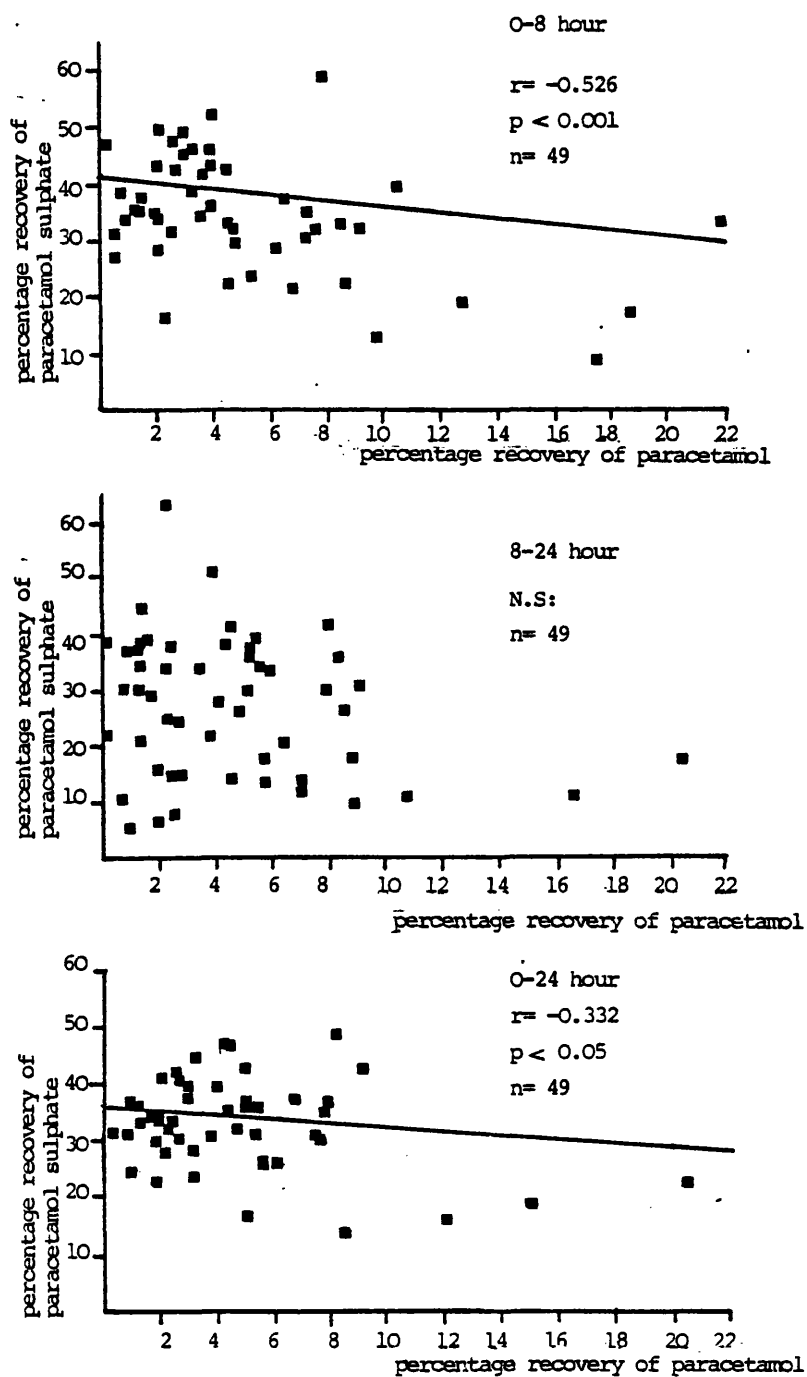 0-8 hour
r= -0.526
p < 0.001
n= 49
60
50
40
30
20
10
percentage recovery of
paracetamol sulphate
2 4 6 8 10 12 14 16 18 20 22
percentage recovery of paracetamol
8-24 hour
N.S:
n= 49
60
50
40
30
20
10
percentage recovery of
paracetamol sulphate
2 4 6 8 10 12 14 16 18 20 22
percentage recovery of paracetamol
0-24 hour
r= -0.332
p < 0.05
n= 49
60
50
40
30
20
10
percentage recovery of
paracetamol sulphate
2 4 6 8 10 12 14 16 18 20 22
percentage recovery of paracetamol